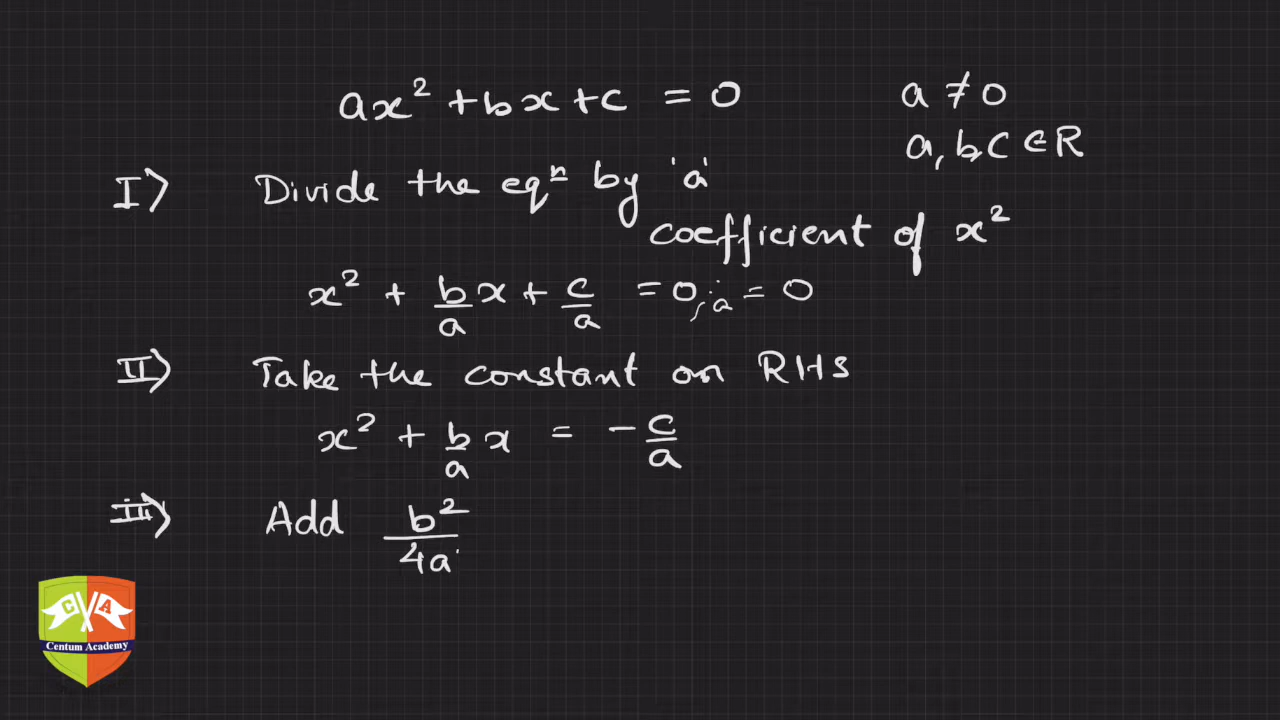 ax² + bx + c = 0
a ≠ 0
a, b, c ∈ R
I) Divide the eqⁿ by 'a'
coefficient of x²
x² + b/a x + c/a = 0, ∵ a = 0
II) Take the constant on RHS
x² + b/a x = - c/a
III) Add b²/4a
C A
Centum Academy